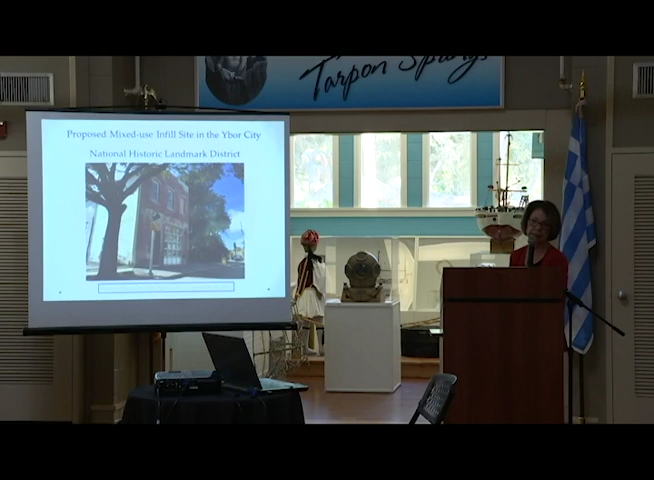 Tarpon Springs
Proposed Mixed-use Infill Site in the Ybor City
National Historic Landmark District